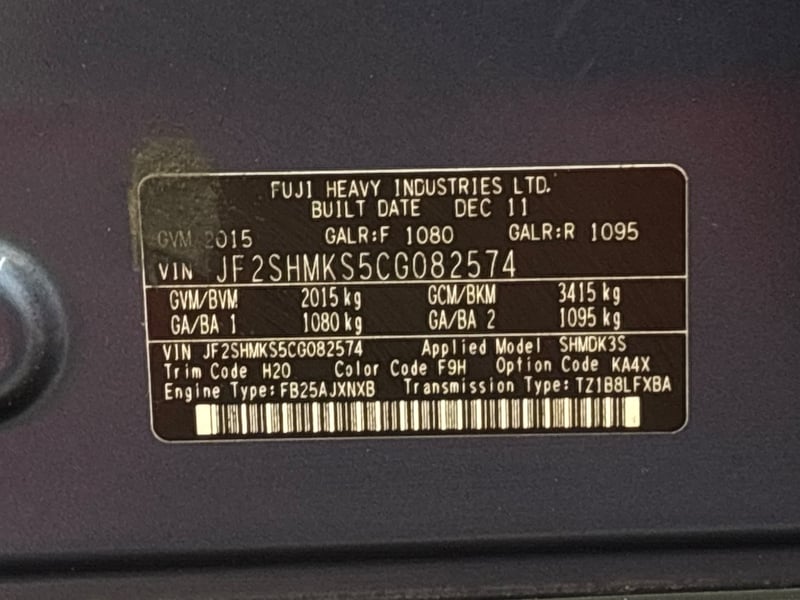 FUJI HEAVY INDUSTRIES LTD.
BUILT DATE DEC 11
GVM 2015 GALR:F 1080 GALR:R 1095
VIN JF2SHMKS5CG082574
GVM/BVM 2015 kg GCM/BKM 3415 kg
GA/BA 1 1080 kg GA/BA 2 1095 kg
VIN JF2SHMKS5CG082574 Applied Model SHMDK3S
Trim Code H20 Color Code F9H Option Code KA4X
Engine Type:FB25AJXNXB Transmission Type:TZ1B8LFXBA